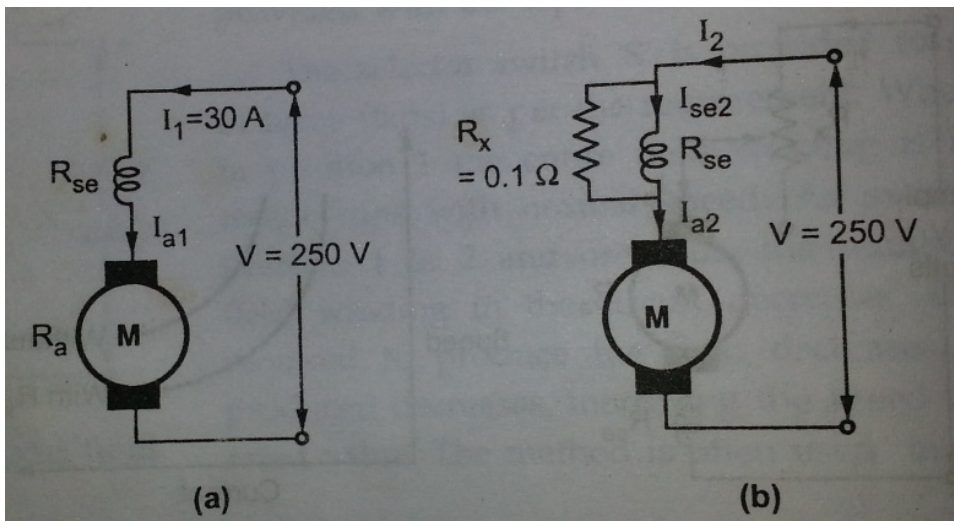 I1=30 A
Rse
Ia1
V = 250 V
Ra
M
(a)
I2
Ise2
Rx
= 0.1 Ω
Rse
Ia2
V = 250 V
M
(b)